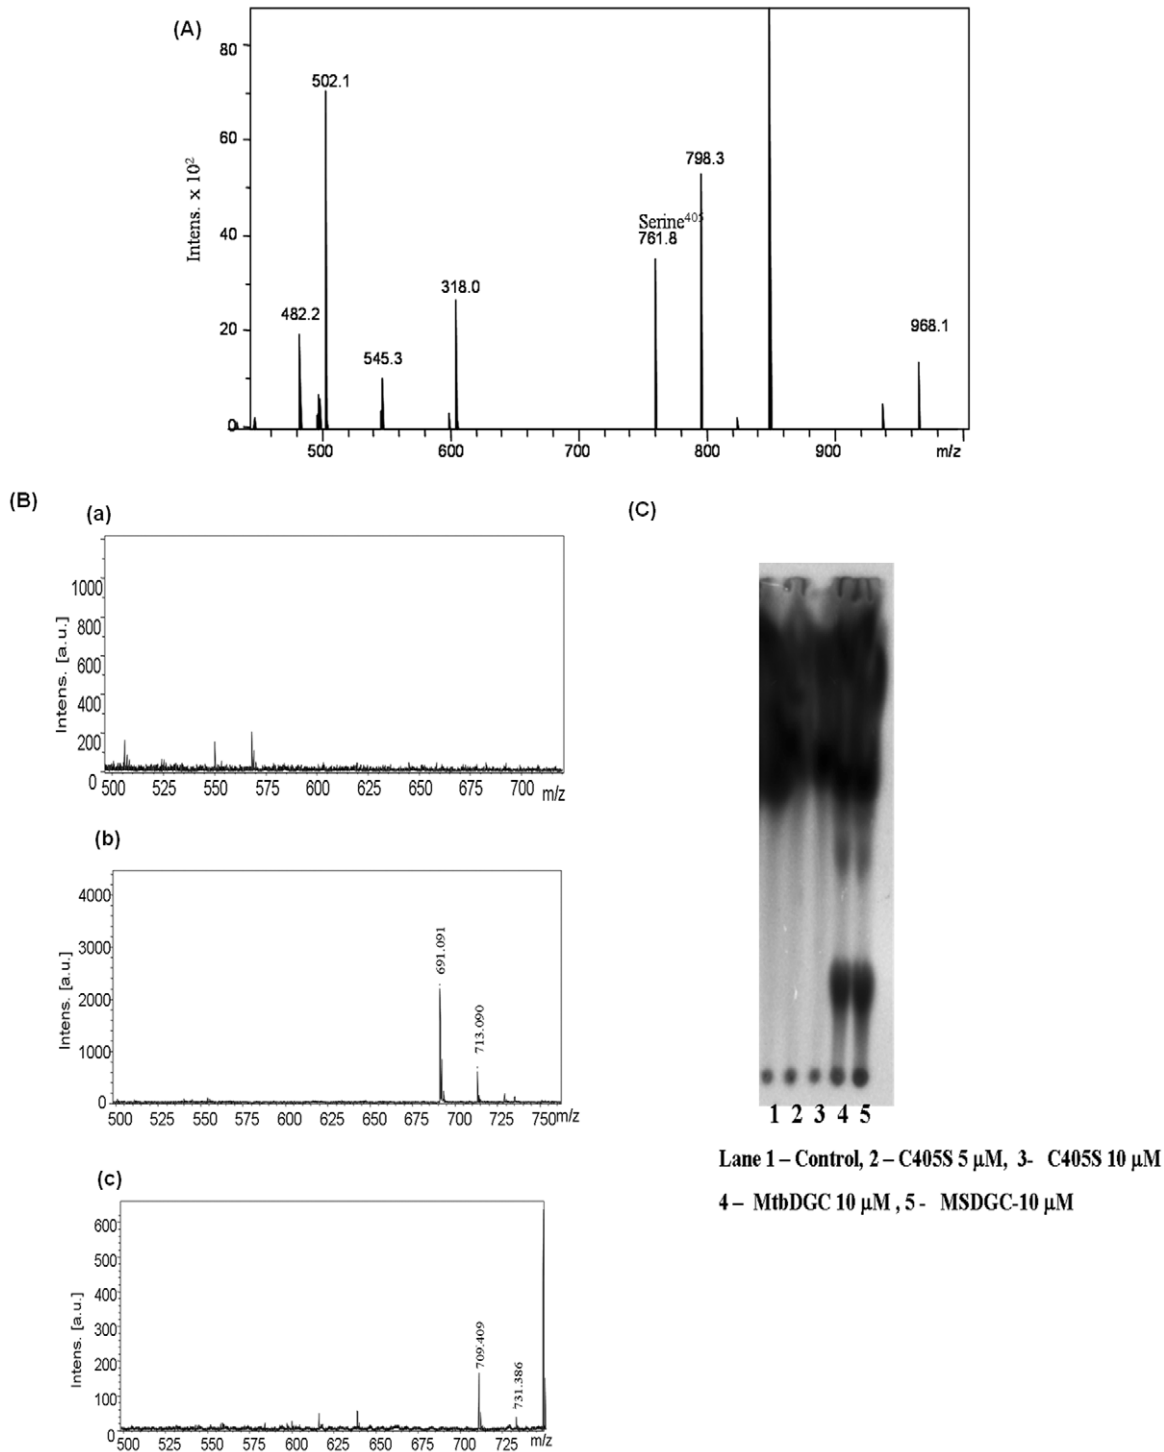 (A)
Intens. x 10²
80
60
40
20
0
482.2
502.1
545.3
318.0
Serine⁴⁰⁵
761.8
798.3
968.1
500 600 700 800 900 m/z
(B)
(a)
Intens. [a.u.]
1000
800
600
400
200
0
500 525 550 575 600 625 650 675 700 m/z
(b)
Intens. [a.u.]
4000
3000
2000
1000
0
691.091
713.090
500 525 550 575 600 625 650 675 700 725 750 m/z
(c)
Intens. [a.u.]
600
500
400
300
200
100
0
709.409
731.386
500 525 550 575 600 625 650 675 700 725 m/z
(C)
1 2 3 4 5
Lane 1 – Control, 2 – C405S 5 μM, 3- C405S 10 μM
4 – MtbDGC 10 μM , 5 - MSDGC-10 μM